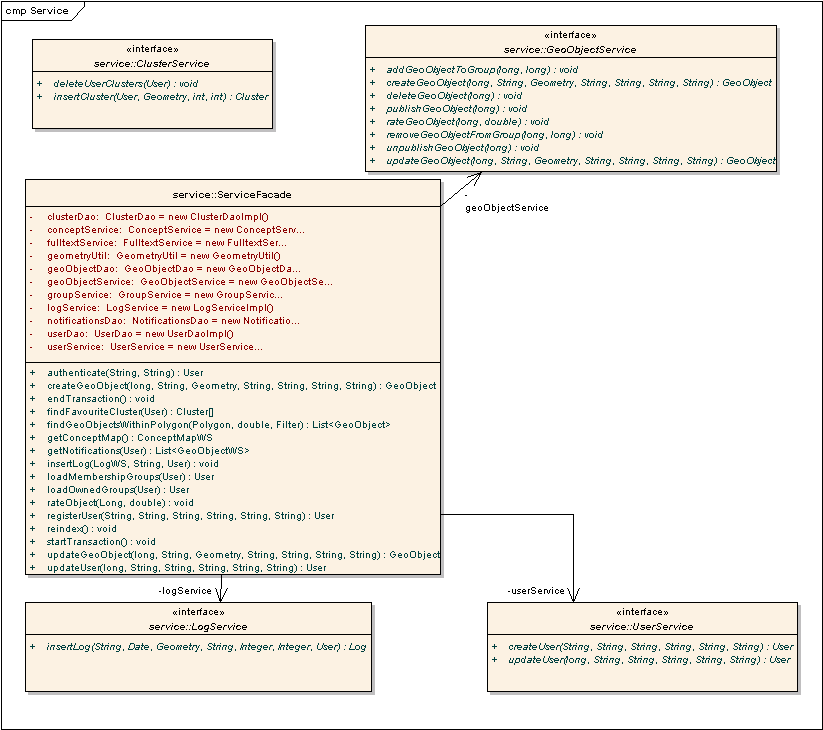 cmp Service
«interface»
service::ClusterService
+ deleteUserClusters(User) : void
+ insertCluster(User, Geometry, int, int) : Cluster
«interface»
service::GeoObjectService
+ addGeoObjectToGroup(long, long) : void
+ createGeoObject(long, String, Geometry, String, String, String, String) : GeoObject
+ deleteGeoObject(long) : void
+ publishGeoObject(long) : void
+ rateGeoObject(long, double) : void
+ removeGeoObjectFromGroup(long, long) : void
+ unpublishGeoObject(long) : void
+ updateGeoObject(long, String, Geometry, String, String, String, String) : GeoObject
-
geoObjectService
service::ServiceFacade
- clusterDao: ClusterDao = new ClusterDaoImpl()
- conceptService: ConceptService = new ConceptServ...
- fulltextService: FulltextService = new FulltextSer...
- geometryUtil: GeometryUtil = new GeometryUtil()
- geoObjectDao: GeoObjectDao = new GeoObjectDa...
- geoObjectService: GeoObjectService = new GeoObjectSe...
- groupService: GroupService = new GroupServic...
- logService: LogService = new LogServiceImpl()
- notificationsDao: NotificationsDao = new Notificatio...
- userDao: UserDao = new UserDaoImpl()
- userService: UserService = new UserService...
+ authenticate(String, String) : User
+ createGeoObject(long, String, Geometry, String, String, String, String) : GeoObject
+ endTransaction() : void
+ findFavouriteCluster(User) : Cluster[]
+ findGeoObjectsWithinPolygon(Polygon, double, Filter) : List<GeoObject>
+ getConceptMap() : ConceptMapWS
+ getNotifications(User) : List<GeoObjectWS>
+ insertLog(LogWS, String, User) : void
+ loadMembershipGroups(User) : User
+ loadOwnedGroups(User) : User
+ rateObject(Long, double) : void
+ registerUser(String, String, String, String, String, String) : User
+ reindex() : void
+ startTransaction() : void
+ updateGeoObject(long, String, Geometry, String, String, String, String) : GeoObject
+ updateUser(long, String, String, String, String, String) : User
-logService
-userService
«interface»
service::LogService
+ insertLog(String, Date, Geometry, String, Integer, Integer, User) : Log
«interface»
service::UserService
+ createUser(String, String, String, String, String, String) : User
+ updateUser(long, String, String, String, String, String) : User